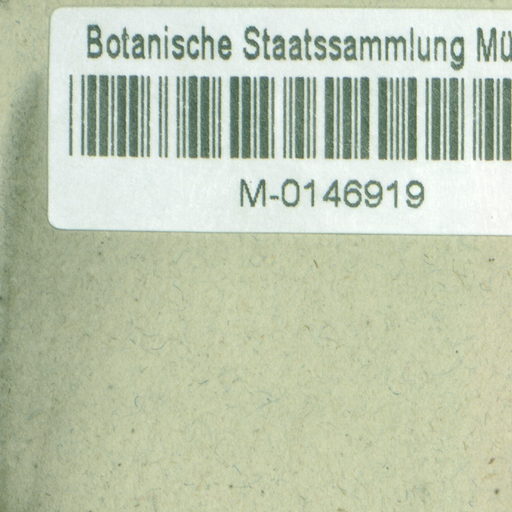 Botanische Staatssammlung Mü
M-0146919